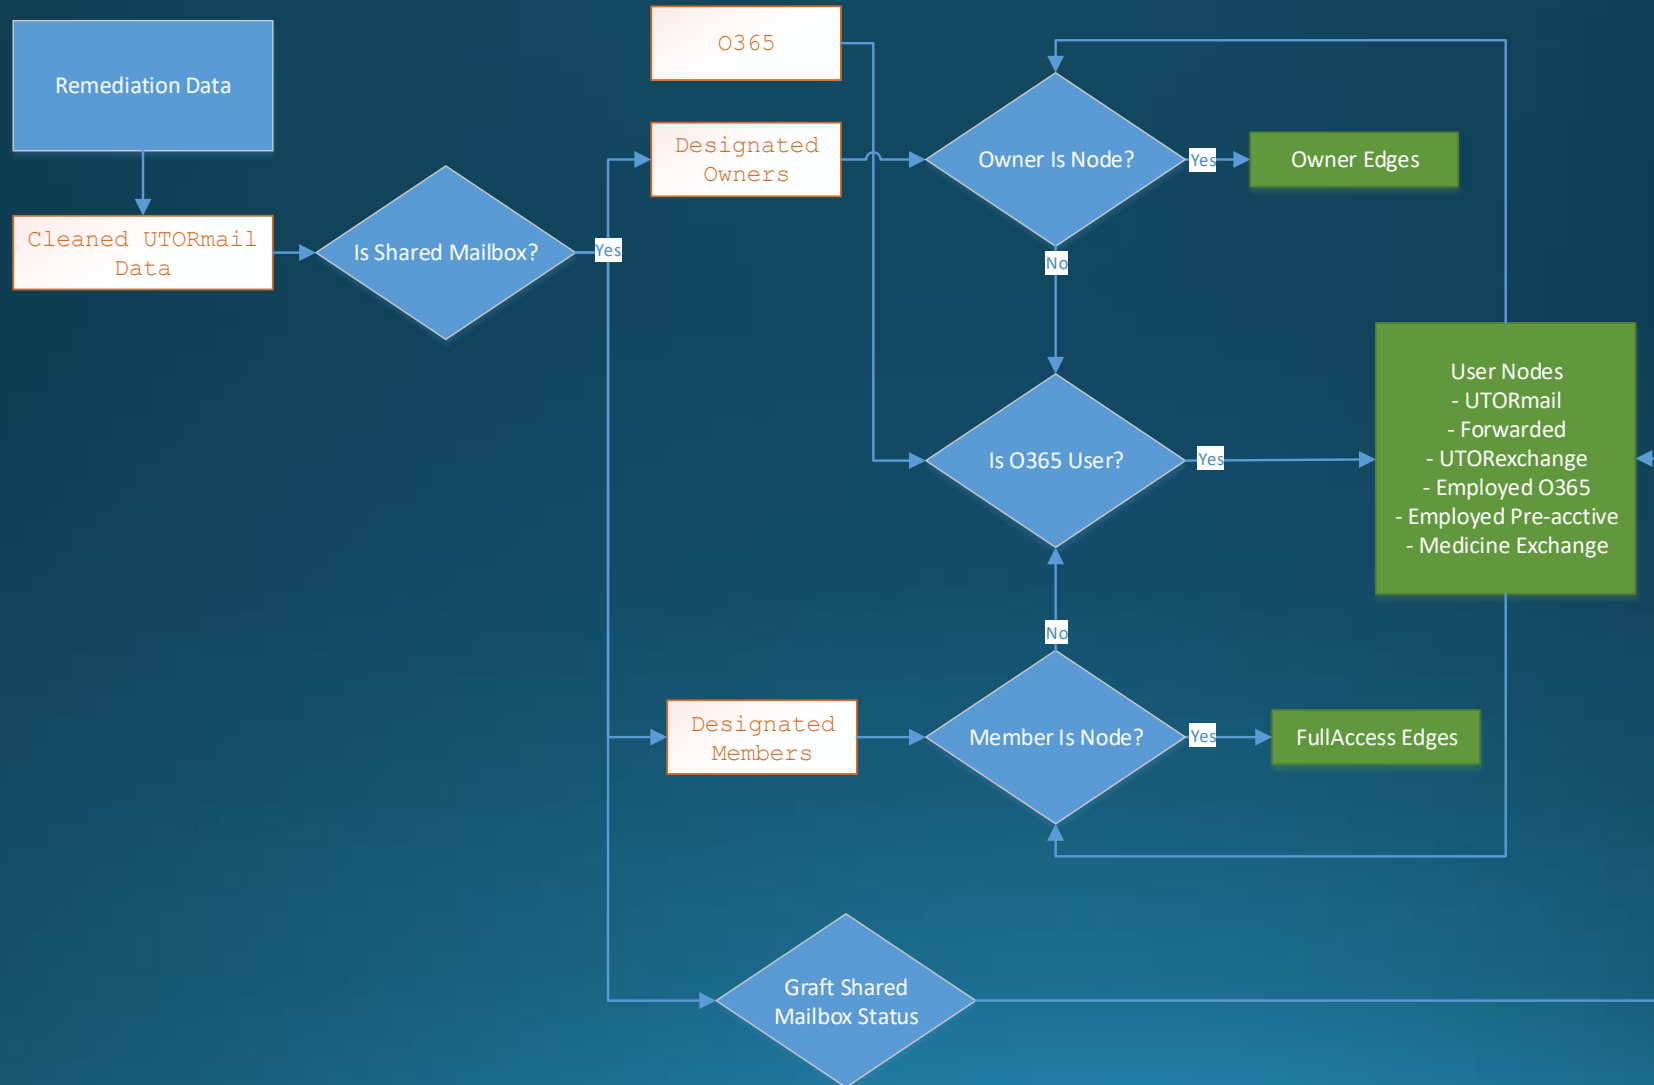 Remediation Data
Cleaned UTORmail
Data
Is Shared Mailbox?
Yes
O365
Designated
Owners
Owner Is Node?
Yes
Owner Edges
No
Is O365 User?
Yes
User Nodes
- UTORmail
- Forwarded
- UTORexchange
- Employed O365
- Employed Pre-acctive
- Medicine Exchange
No
Designated
Members
Member Is Node?
Yes
FullAccess Edges
Graft Shared
Mailbox Status